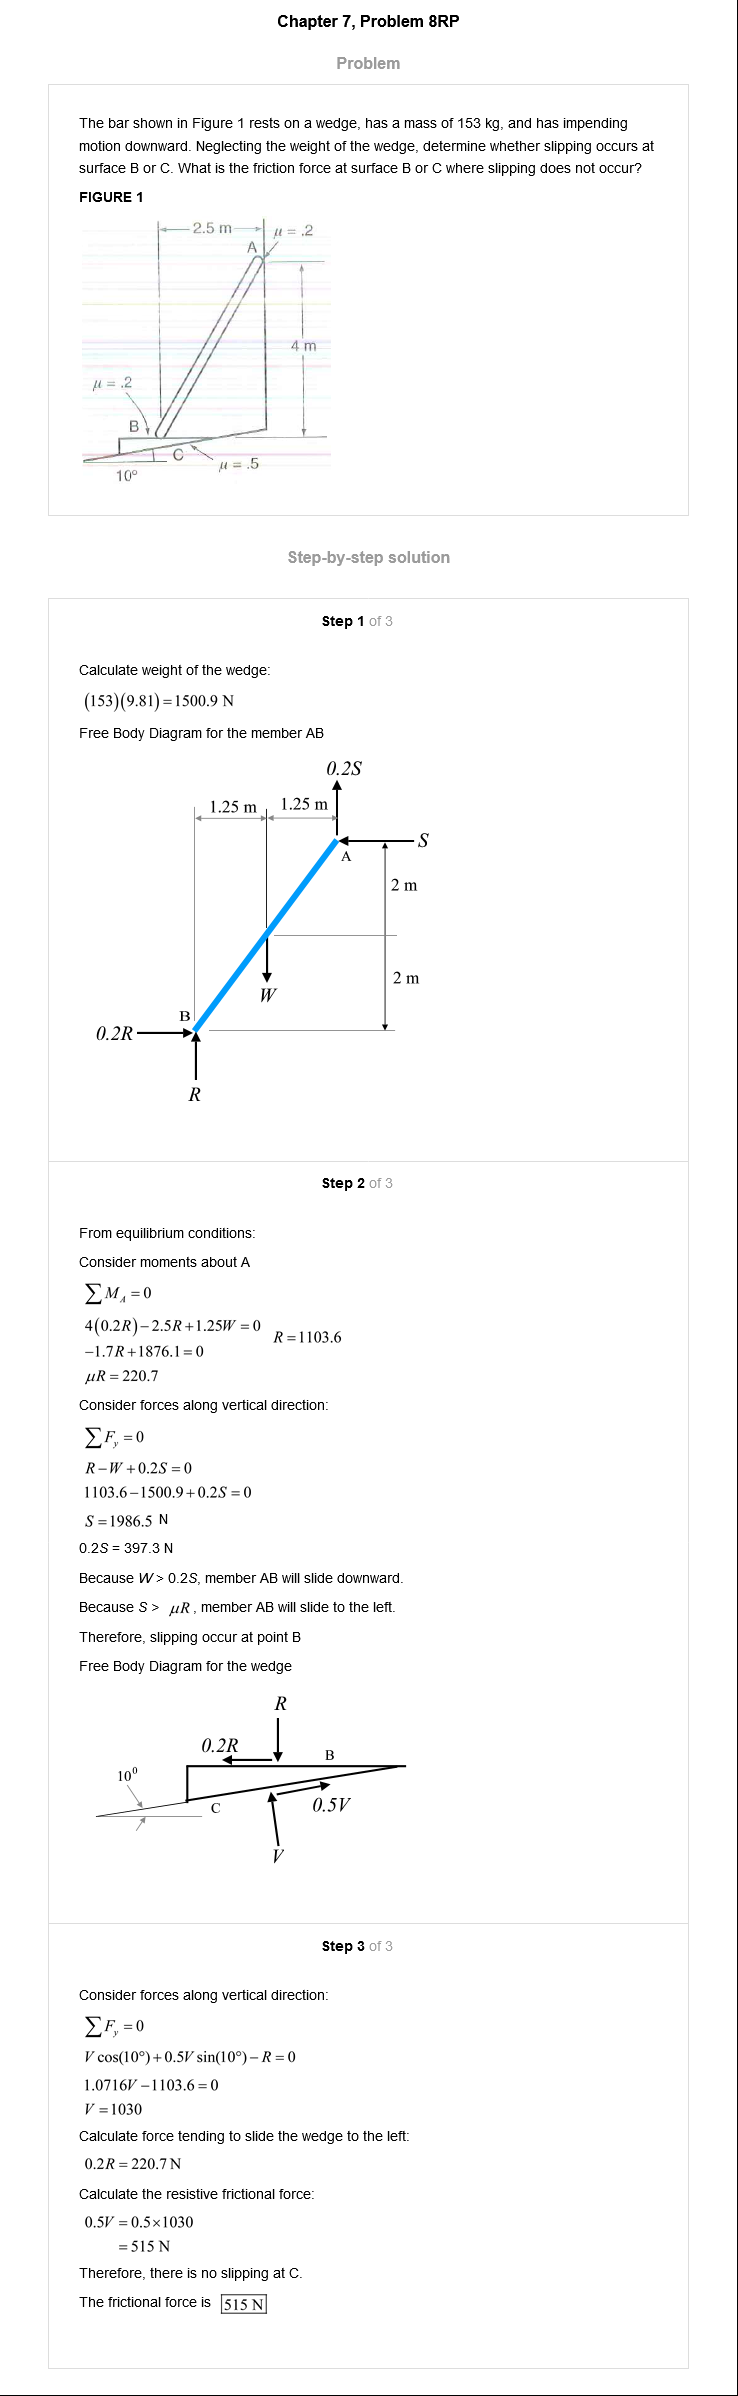 Chapter 7, Problem 8RP
Problem
The bar shown in Figure 1 rests on a wedge, has a mass of 153 kg, and has impending
motion downward. Neglecting the weight of the wedge, determine whether slipping occurs at
surface B or C. What is the friction force at surface B or C where slipping does not occur?
FIGURE 1
2.5 m
μ = .2
A
4 m
μ = .2
B
C
μ = .5
10°
Step-by-step solution
Step 1 of 3
Calculate weight of the wedge:
(153)(9.81) = 1500.9 N
Free Body Diagram for the member AB
0.2S
1.25 m
1.25 m
S
A
2 m
2 m
W
B
0.2R
R
Step 2 of 3
From equilibrium conditions:
Consider moments about A
∑M_A = 0
4(0.2R) − 2.5R + 1.25W = 0
R = 1103.6
−1.7R + 1876.1 = 0
μR = 220.7
Consider forces along vertical direction:
∑F_y = 0
R − W + 0.2S = 0
1103.6 − 1500.9 + 0.2S = 0
S = 1986.5 N
0.2S = 397.3 N
Because W > 0.2S, member AB will slide downward.
Because S > μR, member AB will slide to the left.
Therefore, slipping occur at point B
Free Body Diagram for the wedge
R
0.2R
B
10⁰
C
0.5V
V
Step 3 of 3
Consider forces along vertical direction:
∑F_y = 0
V cos(10°) + 0.5V sin(10°) − R = 0
1.0716V − 1103.6 = 0
V = 1030
Calculate force tending to slide the wedge to the left:
0.2R = 220.7 N
Calculate the resistive frictional force:
0.5V = 0.5×1030
= 515 N
Therefore, there is no slipping at C.
The frictional force is 515 N